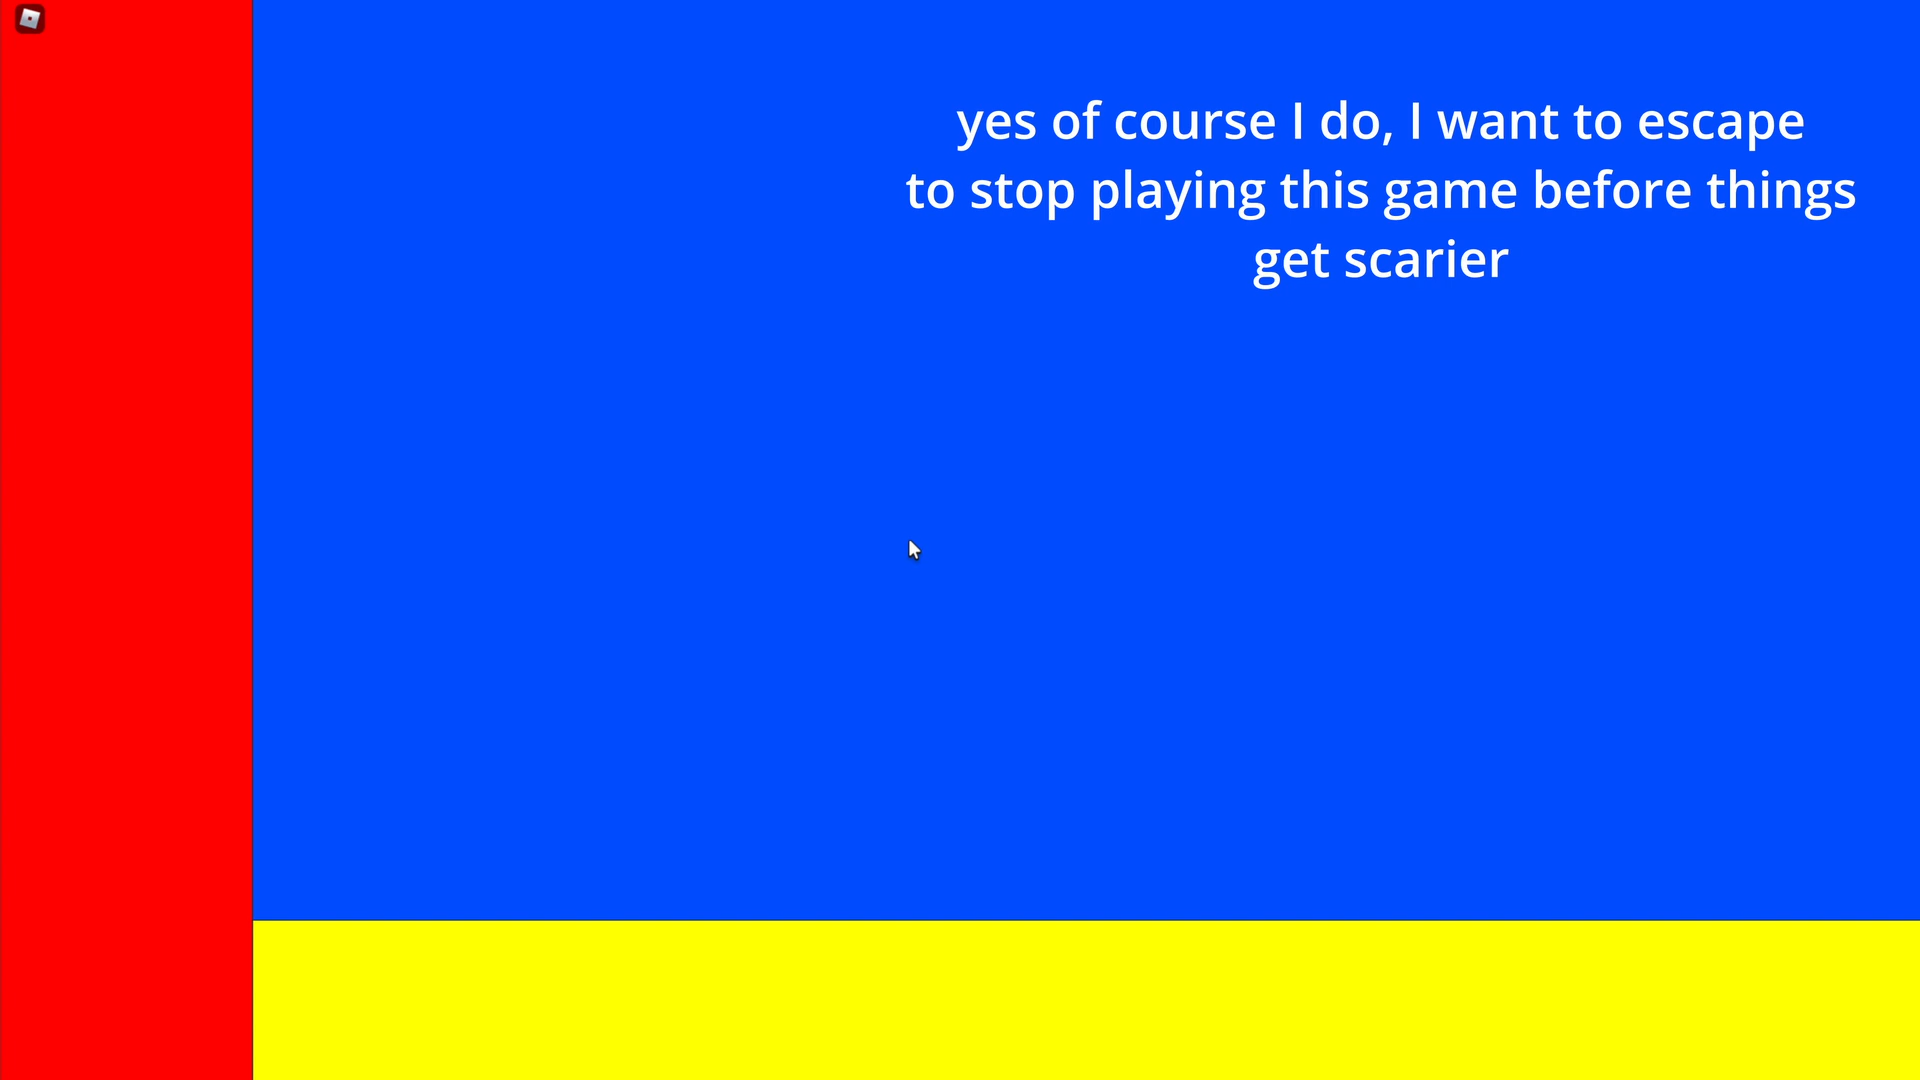 yes of course I do, I want to escape
to stop playing this game before things
get scarier